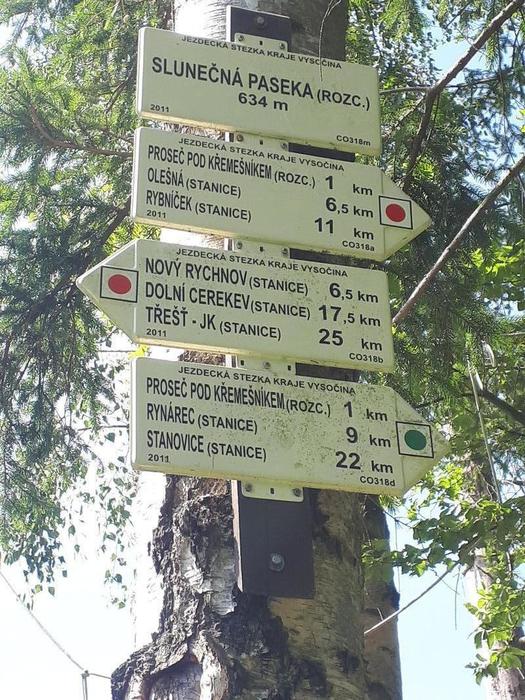 JEZDECKÁ STEZKA KRAJE VYSOČINA
SLUNEČNÁ PASEKA (ROZC.)
634 m
2011 CO318m
JEZDECKÁ STEZKA KRAJE VYSOČINA
PROSEČ POD KŘEMEŠNÍKEM (ROZC.) 1 km
OLEŠNÁ (STANICE) 6,5 km
RYBNÍČEK (STANICE) 11 km
2011 CO318a
JEZDECKÁ STEZKA KRAJE VYSOČINA
NOVÝ RYCHNOV (STANICE) 6,5 km
DOLNÍ CEREKEV (STANICE) 17,5 km
TŘEŠŤ - JK (STANICE) 25 km
2011 CO318b
JEZDECKÁ STEZKA KRAJE VYSOČINA
PROSEČ POD KŘEMEŠNÍKEM (ROZC.) 1 km
RYNÁREC (STANICE) 9 km
STANOVICE (STANICE) 22 km
2011 CO318d